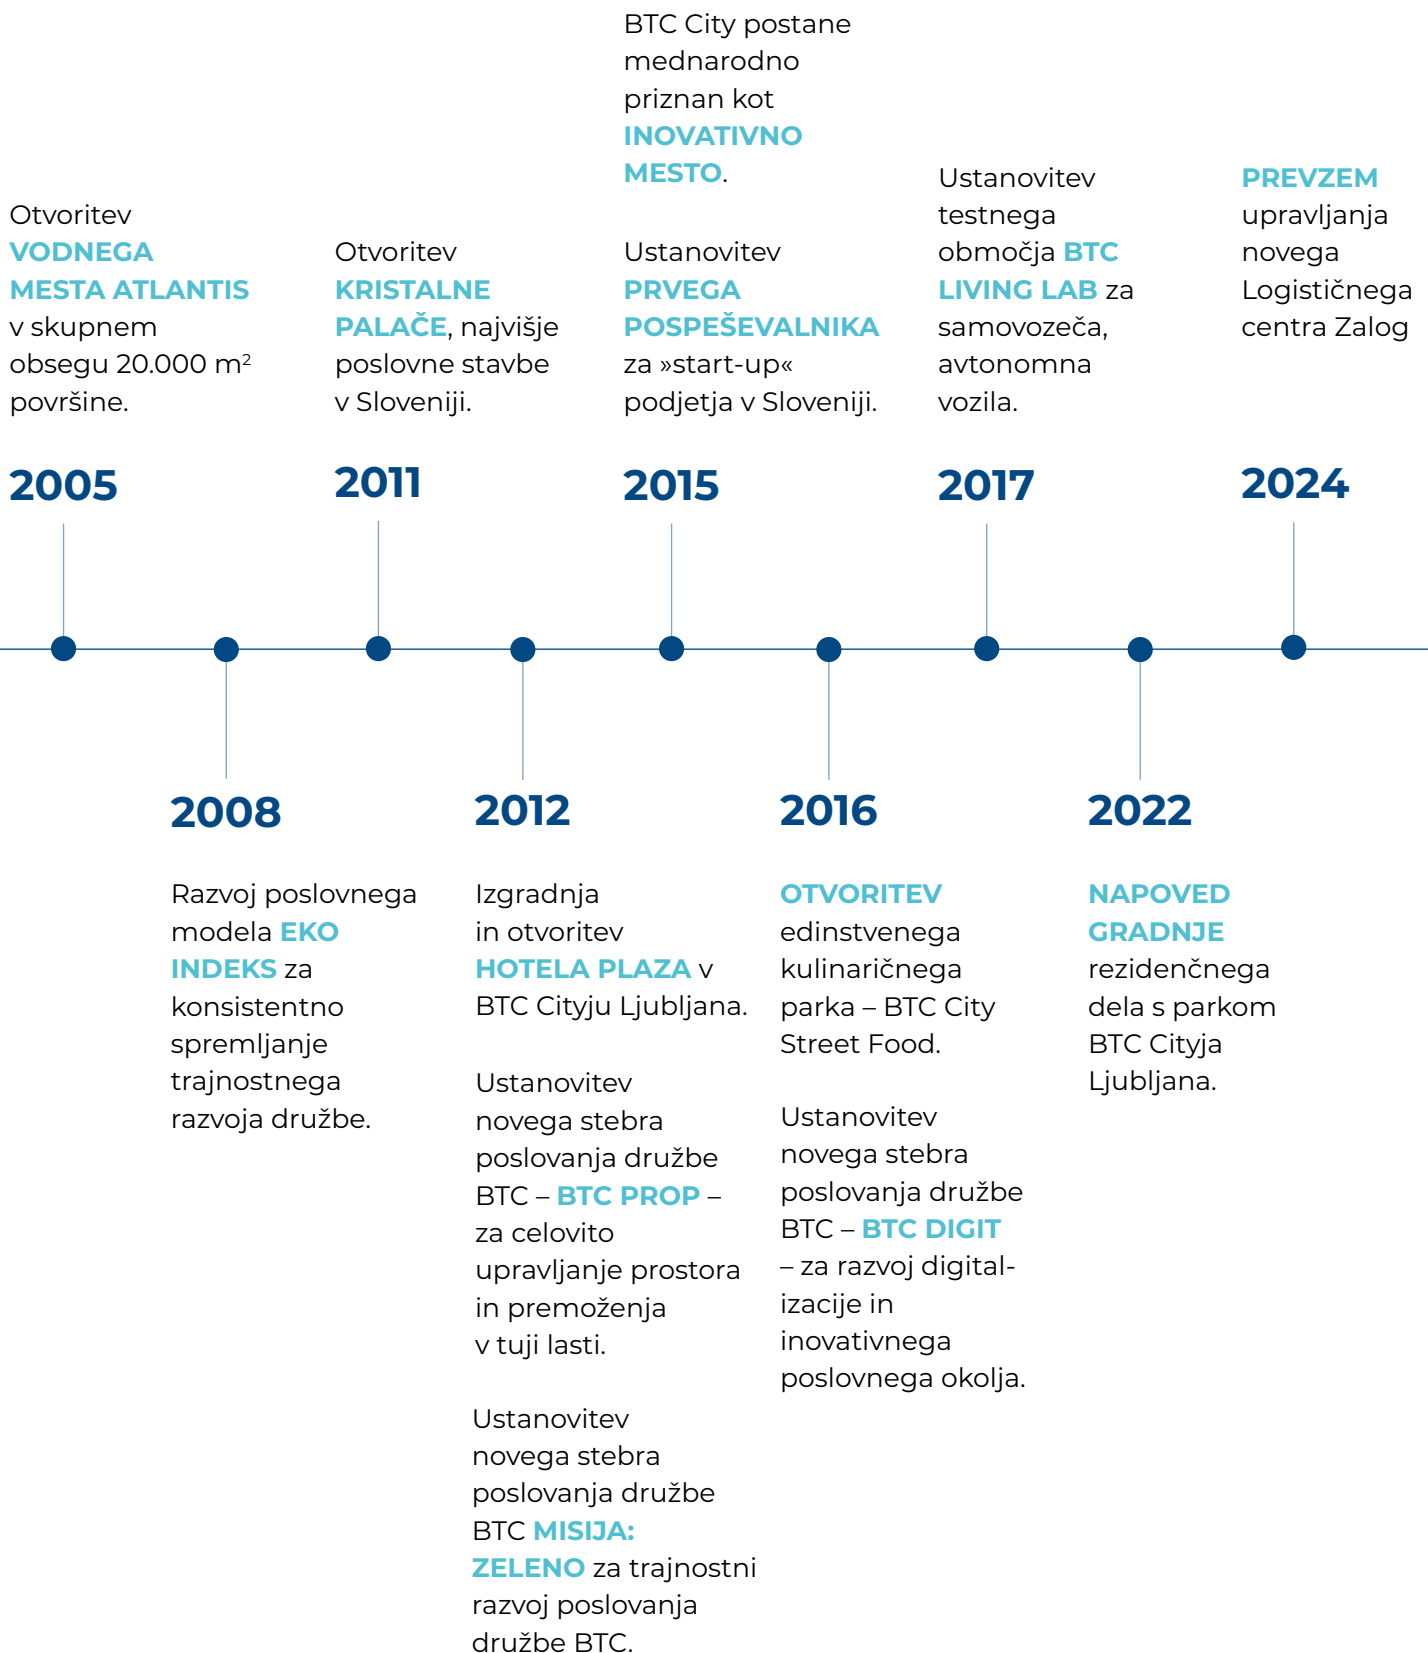 Otvoritev
VODNEGA
MESTA ATLANTIS
v skupnem
obsegu 20.000 m²
površine.
2005
Otvoritev
KRISTALNE
PALAČE, najvišje
poslovne stavbe
v Sloveniji.
2011
BTC City postane
mednarodno
priznan kot
INOVATIVNO
MESTO.
Ustanovitev
PRVEGA
POSPEŠEVALNIKA
za »start-up«
podjetja v Sloveniji.
2015
Ustanovitev
testnega
območja BTC
LIVING LAB za
samovozeča,
avtonomna
vozila.
2017
PREVZEM
upravljanja
novega
Logističnega
centra Zalog
2024
2008
Razvoj poslovnega
modela EKO
INDEKS za
konsistentno
spremljanje
trajnostnega
razvoja družbe.
2012
Izgradnja
in otvoritev
HOTELA PLAZA v
BTC Cityju Ljubljana.
Ustanovitev
novega stebra
poslovanja družbe
BTC – BTC PROP –
za celovito
upravljanje prostora
in premoženja
v tuji lasti.
Ustanovitev
novega stebra
poslovanja družbe
BTC MISIJA:
ZELENO za trajnostni
razvoj poslovanja
družbe BTC.
2016
OTVORITEV
edinstvenega
kulinaričnega
parka – BTC City
Street Food.
Ustanovitev
novega stebra
poslovanja družbe
BTC – BTC DIGIT
– za razvoj digital-
izacije in
inovativnega
poslovnega okolja.
2022
NAPOVED
GRADNJE
rezidenčnega
dela s parkom
BTC Cityja
Ljubljana.